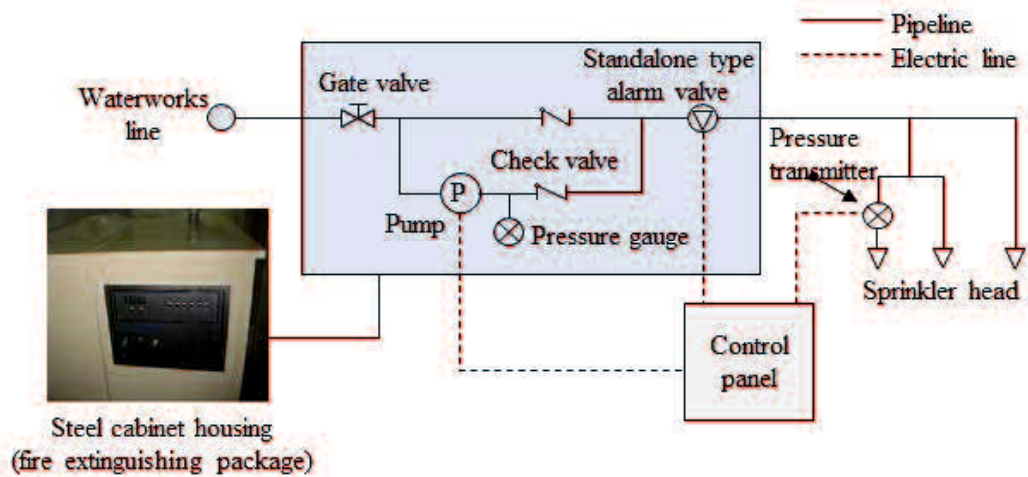 Pipeline
Electric line
Waterworks
line
Gate valve
Standalone type
alarm valve
Check valve
Pressure
transmitter
P
Pump
Pressure gauge
Sprinkler head
Control
panel
Steel cabinet housing
(fire extinguishing package)